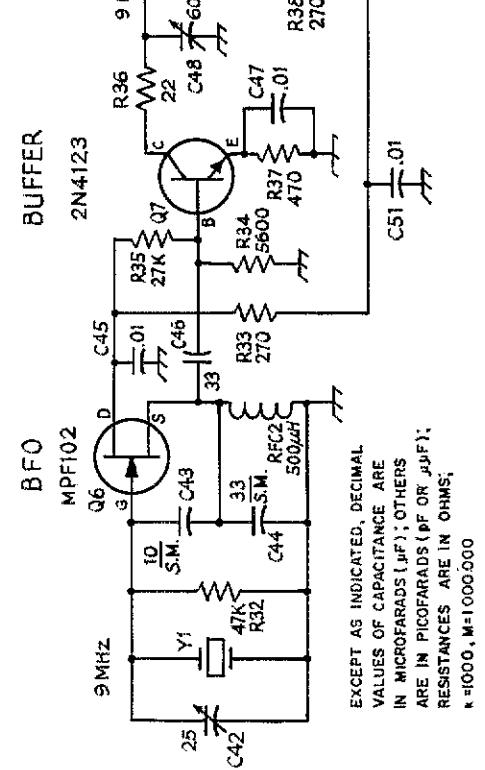 BFO
MPF102
BUFFER
2N4123
9MHz
Q6
G
D
S
C45
.01
R35
27K
Q7
B
C
E
R36
22
9 M
60
C48
C47
.01
R37
470
R34
5600
C46
33
R33
270
R38
270
C51
.01
25
C42
Y1
47K
R32
10
S.M.
C43
33
S.M.
C44
RFC2
500µH
EXCEPT AS INDICATED, DECIMAL
VALUES OF CAPACITANCE ARE
IN MICROFARADS (µF); OTHERS
ARE IN PICOFARADS (pF OR µµF);
RESISTANCES ARE IN OHMS;
K =1000, M=1000000